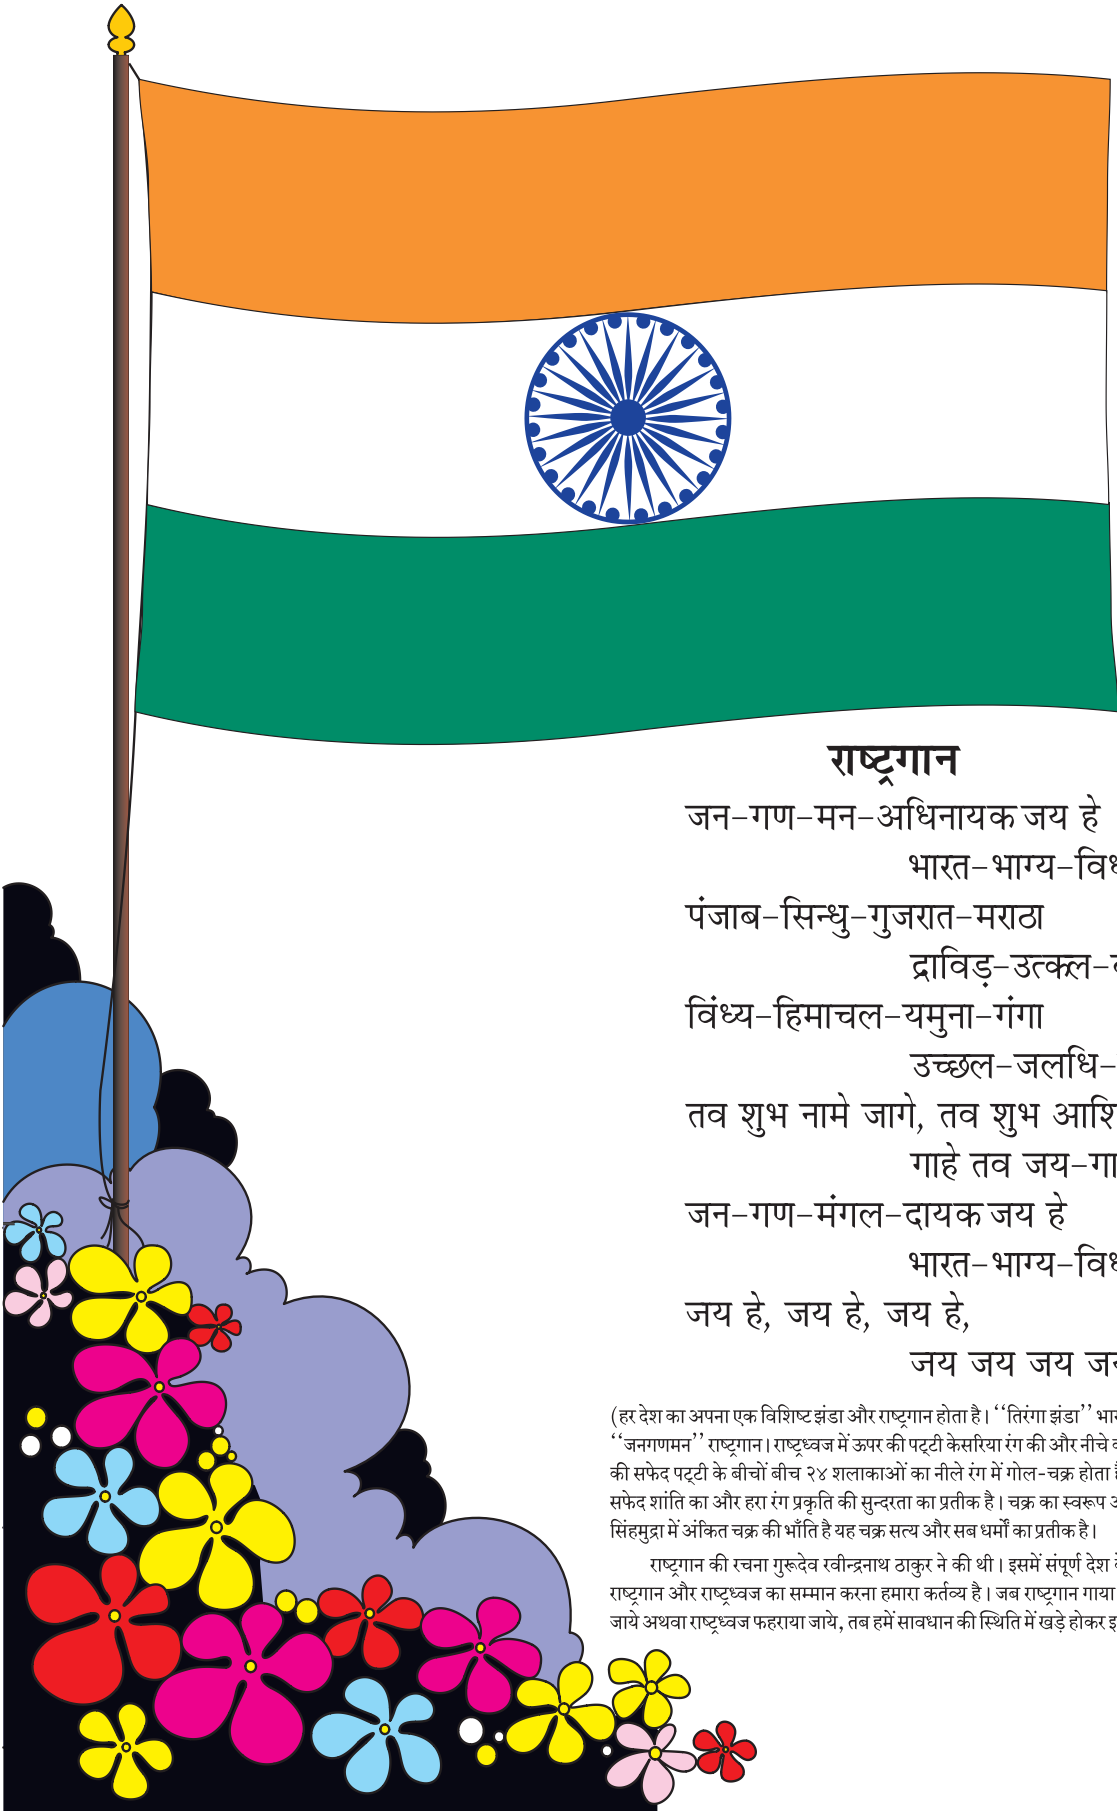 राष्ट्रगान
जन-गण-मन-अधिनायक जय हे
भारत-भाग्य-
पंजाब-सिन्धु-गुजरात-मराठा
द्राविड़-उत्कल-
विंध्य-हिमाचल-यमुना-गंगा
उच्छल-जलधि-
तव शुभ नामे जागे, तव शुभ
गाहे तव जय-
जन-गण-मंगल-दायक जय हे
भारत-भाग्य-
जय हे, जय हे, जय हे,
जय जय जय
(हर देश का अपना एक विशिष्ट झंडा और राष्ट्रगान होता है। ‘‘तिरंगा झंडा’’
‘‘जनगणमन’’ राष्ट्रगान। राष्ट्रध्वज में ऊपर की पट्टी केसरिया रंग की और नीचे
की सफेद पट्टी के बीचों बीच २४ शलाकाओं का नीले रंग में गोल-चक्र होता
सफेद शांति का और हरा रंग प्रकृति की सुन्दरता का प्रतीक है। चक्र का स्वरूप
सिंहमुद्रा में अंकित चक्र की भाँति है यह चक्र सत्य और सब धर्मों का प्रतीक है।
राष्ट्रगान की रचना गुरूदेव रवीन्द्रनाथ ठाकुर ने की थी। इसमें संपूर्ण देश
राष्ट्रगान और राष्ट्रध्वज का सम्मान करना हमारा कर्तव्य है। जब राष्ट्रगान गाया
जाये अथवा राष्ट्रध्वज फहराया जाये, तब हमें सावधान की स्थिति में खड़े होकर